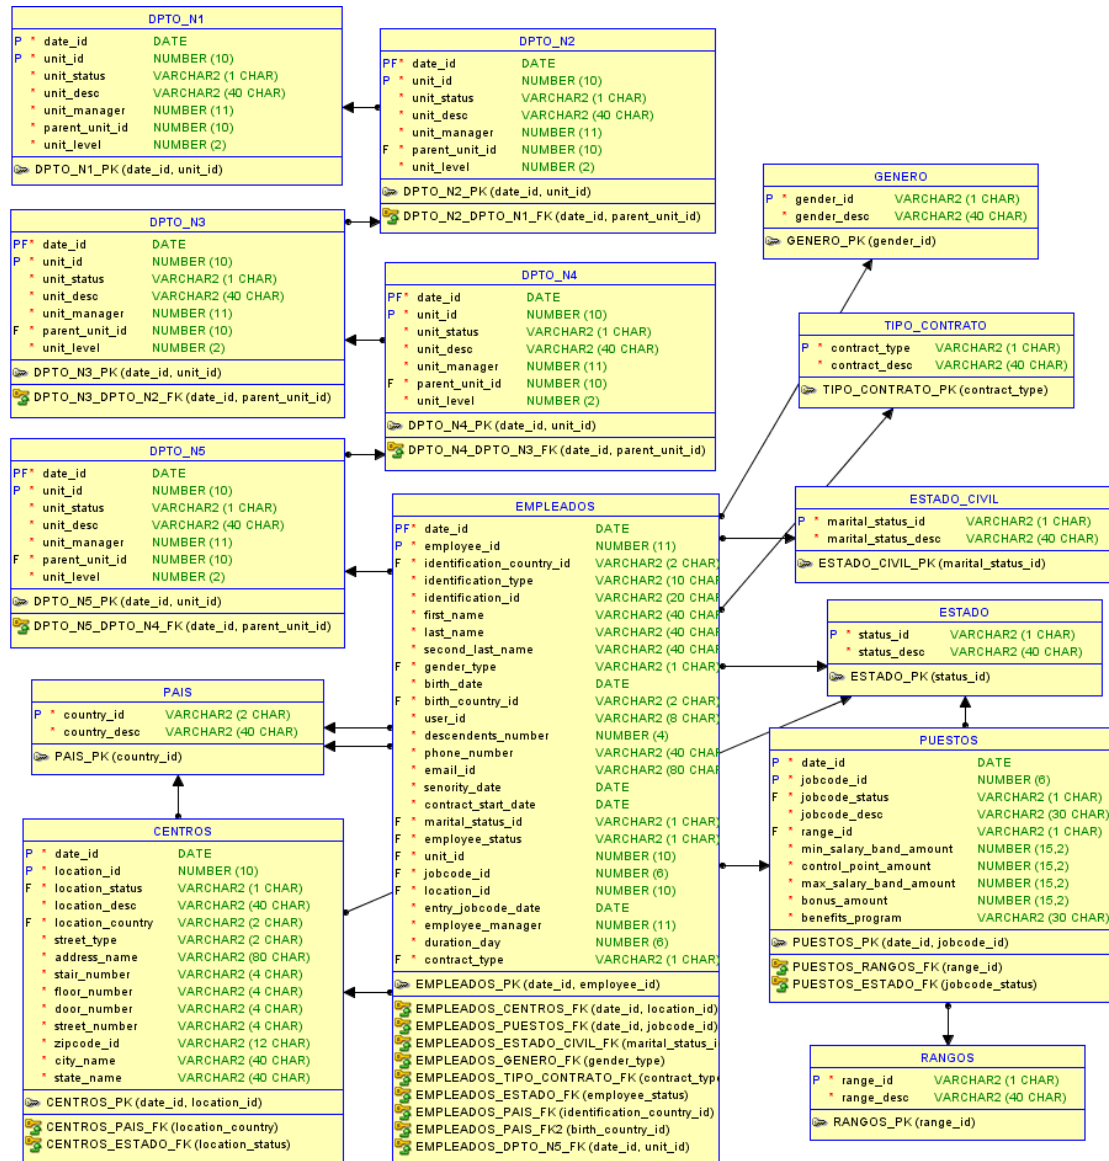 DPTO_N1
P * date_id DATE
P * unit_id NUMBER (10)
* unit_status VARCHAR2 (1 CHAR)
* unit_desc VARCHAR2 (40 CHAR)
* unit_manager NUMBER (11)
* parent_unit_id NUMBER (10)
* unit_level NUMBER (2)
DPTO_N1_PK (date_id, unit_id)
DPTO_N2
PF* date_id DATE
P * unit_id NUMBER (10)
* unit_status VARCHAR2 (1 CHAR)
* unit_desc VARCHAR2 (40 CHAR)
* unit_manager NUMBER (11)
F * parent_unit_id NUMBER (10)
* unit_level NUMBER (2)
DPTO_N2_PK (date_id, unit_id)
DPTO_N2_DPTO_N1_FK (date_id, parent_unit_id)
DPTO_N3
PF* date_id DATE
P * unit_id NUMBER (10)
* unit_status VARCHAR2 (1 CHAR)
* unit_desc VARCHAR2 (40 CHAR)
* unit_manager NUMBER (11)
F * parent_unit_id NUMBER (10)
* unit_level NUMBER (2)
DPTO_N3_PK (date_id, unit_id)
DPTO_N3_DPTO_N2_FK (date_id, parent_unit_id)
DPTO_N4
PF* date_id DATE
P * unit_id NUMBER (10)
* unit_status VARCHAR2 (1 CHAR)
* unit_desc VARCHAR2 (40 CHAR)
* unit_manager NUMBER (11)
F * parent_unit_id NUMBER (10)
* unit_level NUMBER (2)
DPTO_N4_PK (date_id, unit_id)
DPTO_N4_DPTO_N3_FK (date_id, parent_unit_id)
DPTO_N5
PF* date_id DATE
P * unit_id NUMBER (10)
* unit_status VARCHAR2 (1 CHAR)
* unit_desc VARCHAR2 (40 CHAR)
* unit_manager NUMBER (11)
F * parent_unit_id NUMBER (10)
* unit_level NUMBER (2)
DPTO_N5_PK (date_id, unit_id)
DPTO_N5_DPTO_N4_FK (date_id, parent_unit_id)
GENERO
P * gender_id VARCHAR2 (1 CHAR)
* gender_desc VARCHAR2 (40 CHAR)
GENERO_PK (gender_id)
TIPO_CONTRATO
P * contract_type VARCHAR2 (1 CHAR)
* contract_desc VARCHAR2 (40 CHAR)
TIPO_CONTRATO_PK (contract_type)
ESTADO_CIVIL
P * marital_status_id VARCHAR2 (1 CHAR)
* marital_status_desc VARCHAR2 (40 CHAR)
ESTADO_CIVIL_PK (marital_status_id)
ESTADO
P * status_id VARCHAR2 (1 CHAR)
* status_desc VARCHAR2 (40 CHAR)
ESTADO_PK (status_id)
EMPLEADOS
PF* date_id DATE
P * employee_id NUMBER (11)
F * identification_country_id VARCHAR2 (2 CHAR)
* identification_type VARCHAR2 (10 CHAR
* identification_id VARCHAR2 (20 CHAR
* first_name VARCHAR2 (40 CHAR
* last_name VARCHAR2 (40 CHAR
* second_last_name VARCHAR2 (40 CHAR
F * gender_type VARCHAR2 (1 CHAR)
* birth_date DATE
F * birth_country_id VARCHAR2 (2 CHAR)
* user_id VARCHAR2 (8 CHAR)
* descendents_number NUMBER (4)
* phone_number VARCHAR2 (40 CHAR
* email_id VARCHAR2 (80 CHAR
* senority_date DATE
* contract_start_date DATE
F * marital_status_id VARCHAR2 (1 CHAR)
F * employee_status VARCHAR2 (1 CHAR)
F * unit_id NUMBER (10)
F * jobcode_id NUMBER (6)
F * location_id NUMBER (10)
* entry_jobcode_date DATE
* employee_manager NUMBER (11)
* duration_day NUMBER (6)
F * contract_type VARCHAR2 (1 CHAR)
EMPLEADOS_PK (date_id, employee_id)
EMPLEADOS_CENTROS_FK (date_id, location_id)
EMPLEADOS_PUESTOS_FK (date_id, jobcode_id)
EMPLEADOS_ESTADO_CIVIL_FK (marital_status_i
EMPLEADOS_GENERO_FK (gender_type)
EMPLEADOS_TIPO_CONTRATO_FK (contract_type
EMPLEADOS_ESTADO_FK (employee_status)
EMPLEADOS_PAIS_FK (identification_country_id)
EMPLEADOS_PAIS_FK2 (birth_country_id)
EMPLEADOS_DPTO_N5_FK (date_id, unit_id)
PAIS
P * country_id VARCHAR2 (2 CHAR)
* country_desc VARCHAR2 (40 CHAR)
PAIS_PK (country_id)
CENTROS
P * date_id DATE
P * location_id NUMBER (10)
F * location_status VARCHAR2 (1 CHAR)
* location_desc VARCHAR2 (40 CHAR)
F * location_country VARCHAR2 (2 CHAR)
* street_type VARCHAR2 (2 CHAR)
* address_name VARCHAR2 (80 CHAR)
* stair_number VARCHAR2 (4 CHAR)
* floor_number VARCHAR2 (4 CHAR)
* door_number VARCHAR2 (4 CHAR)
* street_number VARCHAR2 (4 CHAR)
* zipcode_id VARCHAR2 (12 CHAR)
* city_name VARCHAR2 (40 CHAR)
* state_name VARCHAR2 (40 CHAR)
CENTROS_PK (date_id, location_id)
CENTROS_PAIS_FK (location_country)
CENTROS_ESTADO_FK (location_status)
PUESTOS
P * date_id DATE
P * jobcode_id NUMBER (6)
F * jobcode_status VARCHAR2 (1 CHAR)
* jobcode_desc VARCHAR2 (30 CHAR)
F * range_id VARCHAR2 (1 CHAR)
* min_salary_band_amount NUMBER (15,2)
* control_point_amount NUMBER (15,2)
* max_salary_band_amount NUMBER (15,2)
* bonus_amount NUMBER (15,2)
* benefits_program VARCHAR2 (30 CHAR)
PUESTOS_PK (date_id, jobcode_id)
PUESTOS_RANGOS_FK (range_id)
PUESTOS_ESTADO_FK (jobcode_status)
RANGOS
P * range_id VARCHAR2 (1 CHAR)
* range_desc VARCHAR2 (40 CHAR)
RANGOS_PK (range_id)